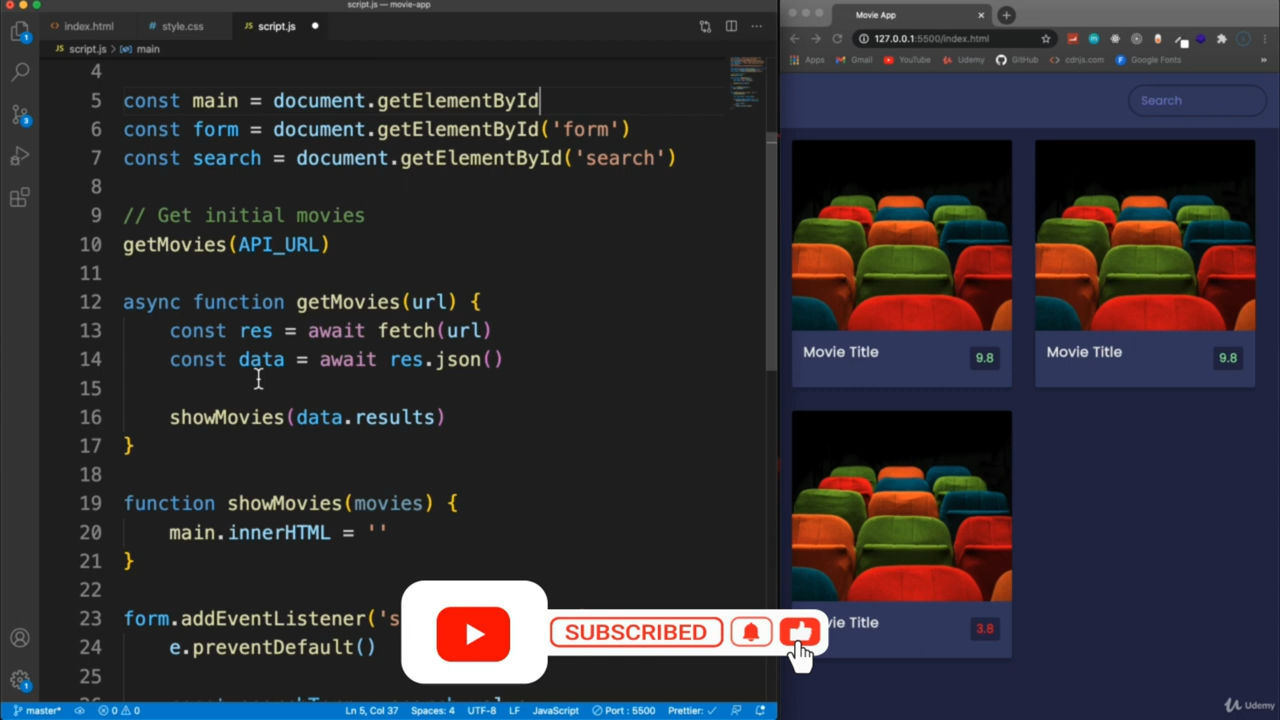 script.js — movie-app
index.html
style.css
JS script.js
JS script.js > main
4
5 const main = document.getElementById
6 const form = document.getElementById('form')
7 const search = document.getElementById('search')
8
9 // Get initial movies
10 getMovies(API_URL)
11
12 async function getMovies(url) {
13 const res = await fetch(url)
14 const data = await res.json()
15
16 showMovies(data.results)
17 }
18
19 function showMovies(movies) {
20 main.innerHTML = ''
21 }
22
23 form.addEventListener('s
24 e.preventDefault()
25
master* 0 0 Ln 5, Col 37 Spaces: 4 UTF-8 LF JavaScript Port : 5500 Prettier: ✓
Movie App
127.0.0.1:5500/index.html
Apps Gmail YouTube Udemy GitHub cdnjs.com Google Fonts »
Search
Movie Title 9.8
Movie Title 9.8
vie Title 3.8
SUBSCRIBED
Udemy